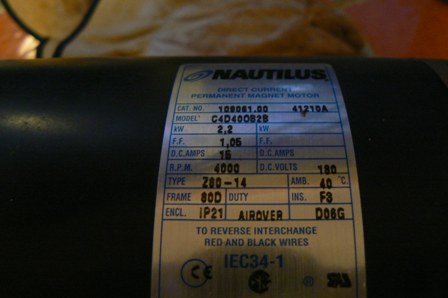 NAUTILUS
DIRECT CURRENT
PERMANENT MAGNET MOTOR
CAT. NO. 108061.00 41210A
MODEL C4D40OB2B
kW 2,2 kW
F.F. 1,05 F.F.
D.C. AMPS 15 D.C. AMPS
R.P.M. 4000 D.C. VOLTS 180
TYPE Z80-14 AMB. 40 °C
FRAME 80D DUTY INS. F3
ENCL. IP21 AIROVER D06G
TO REVERSE INTERCHANGE
RED AND BLACK WIRES
CE IEC34-1